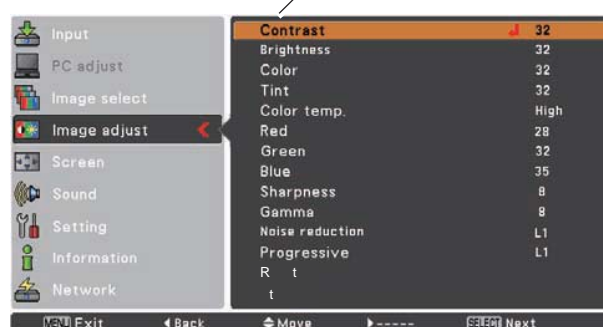 Input
PC adjust
Image select
Image adjust
Screen
Sound
Setting
Information
Network
Contrast 32
Brightness 32
Color 32
Tint 32
Color temp. High
Red 28
Green 32
Blue 35
Sharpness 8
Gamma 8
Noise reduction L1
Progressive L1
R t
t
MENU Exit Back Move ----- SELECT Next